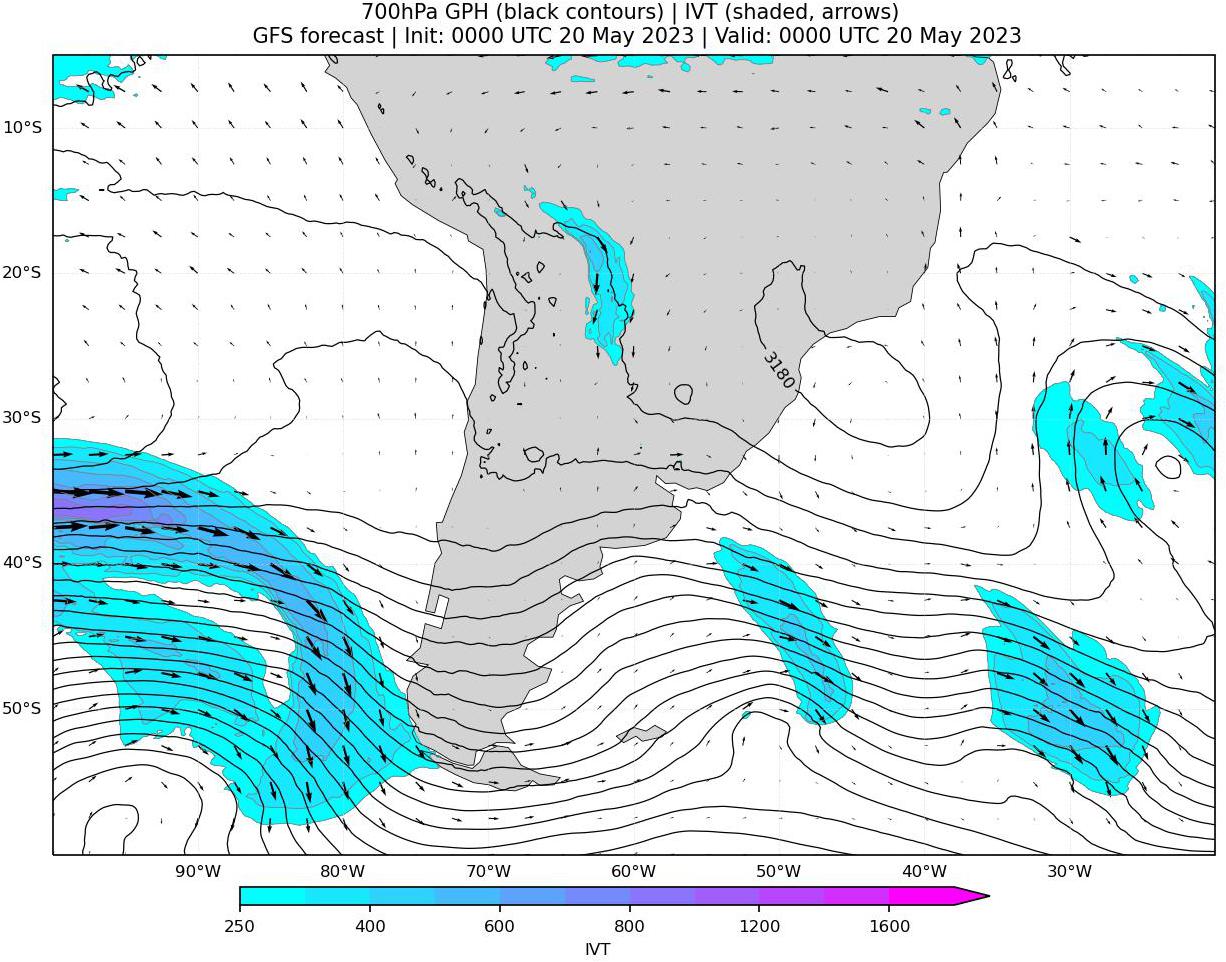 700hPa GPH (black contours) | IVT (shaded, arrows)
GFS forecast | Init: 0000 UTC 20 May 2023 | Valid: 0000 UTC 20 May 2023
10°S
20°S
3180
30°S
40°S
50°S
90°W 80°W 70°W 60°W 50°W 40°W 30°W
250 400 600 800 1200 1600
IVT